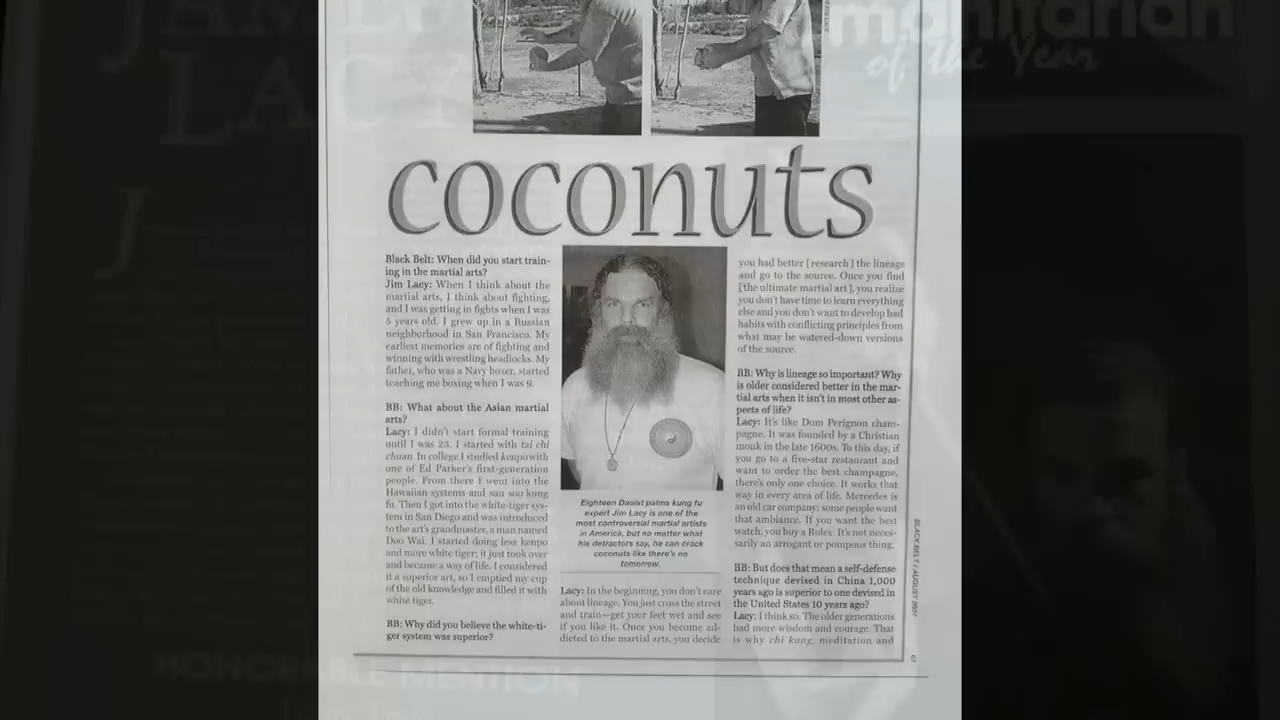 coconuts
Black Belt: When did you start train-
ing in the martial arts?
Jim Lacy: When I think about the
martial arts, I think about fighting,
and I was getting in fights when I was
5 years old. I grew up in a Russian
neighborhood in San Francisco. My
earliest memories are of fighting and
winning with wrestling headlocks. My
father, who was a Navy boxer, started
teaching me boxing when I was 9.
BB: What about the Asian martial
arts?
Lacy: I didn't start formal training
until I was 23. I started with tai chi
chuan. In college I studied kenpo with
one of Ed Parker's first-generation
people. From there I went into the
Hawaiian systems and san soo kung
fu. Then I got into the white-tiger sys-
tem in San Diego and was introduced
to the art's grandmaster, a man named
Doo Wai. I started doing less kenpo
and more white tiger; it just took over
and became a way of life. I considered
it a superior art, so I emptied my cup
of the old knowledge and filled it with
white tiger.
BB: Why did you believe the white-ti-
ger system was superior?
Eighteen Daoist palms kung fu
expert Jim Lacy is one of the
most controversial martial artists
in America, but no matter what
his detractors say, he can crack
coconuts like there's no
tomorrow.
Lacy: In the beginning, you don't care
about lineage. You just cross the street
and train—get your feet wet and see
if you like it. Once you become ad-
dicted to the martial arts, you decide
you had better [research] the lineage
and go to the source. Once you find
[the ultimate martial art], you realize
you don't have time to learn everything
else and you don't want to develop bad
habits with conflicting principles from
what may be watered-down versions
of the source.
BB: Why is lineage so important? Why
is older considered better in the mar-
tial arts when it isn't in most other as-
pects of life?
Lacy: It's like Dom Perignon cham-
pagne. It was founded by a Christian
monk in the late 1600s. To this day, if
you go to a five-star restaurant and
want to order the best champagne,
there's only one choice. It works that
way in every area of life. Mercedes is
an old car company; some people want
that ambiance. If you want the best
watch, you buy a Rolex. It's not neces-
sarily an arrogant or pompous thing.
BB: But does that mean a self-defense
technique devised in China 1,000
years ago is superior to one devised in
the United States 10 years ago?
Lacy: I think so. The older generations
had more wisdom and courage. That
is why chi kung, meditation and
BLACK BELT / AUGUST 2007
67
LACY
J
manitarian
of the Year
HONORABLE MENTION